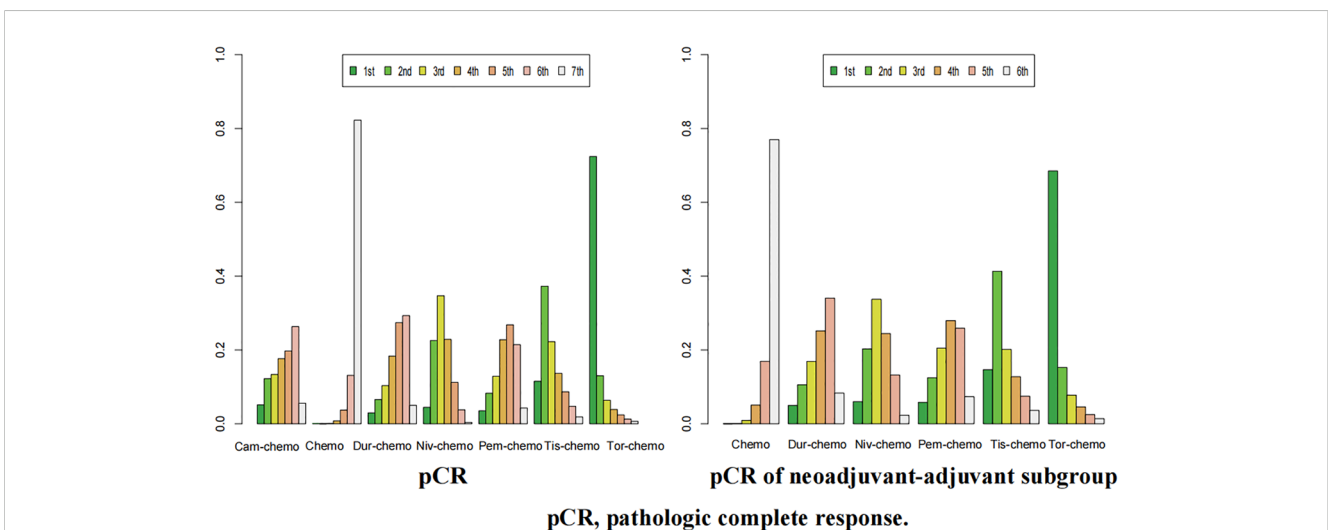 1st 2nd 3rd 4th 5th 6th 7th
0.0 0.2 0.4 0.6 0.8 1.0
Cam-chemo Chemo Dur-chemo Niv-chemo Pem-chemo Tis-chemo Tor-chemo
pCR
1st 2nd 3rd 4th 5th 6th
0.0 0.2 0.4 0.6 0.8 1.0
Chemo Dur-chemo Niv-chemo Pem-chemo Tis-chemo Tor-chemo
pCR of neoadjuvant-adjuvant subgroup
pCR, pathologic complete response.